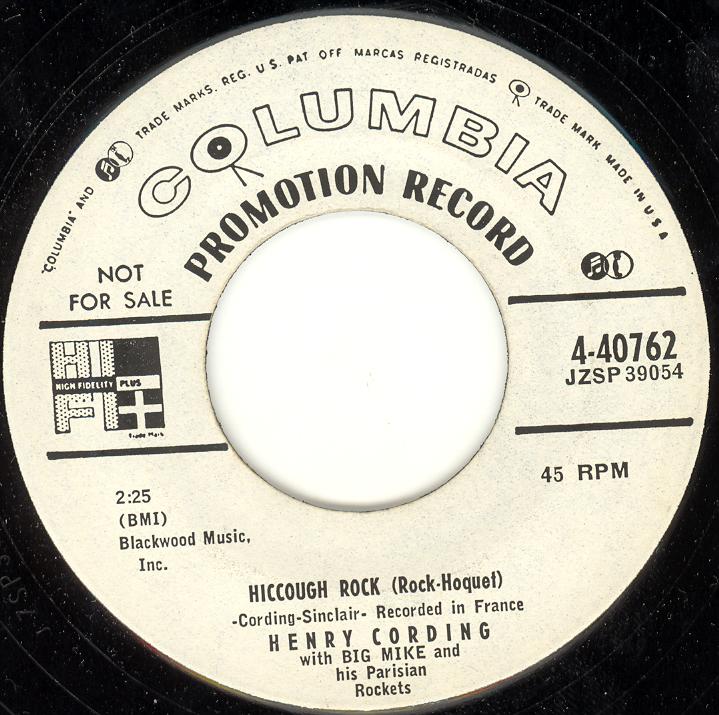 "COLUMBIA" AND TRADE MARKS. REG. U.S. PAT OFF MARCAS REGISTRADAS TRADE MARK MADE IN U S A
COLUMBIA
PROMOTION RECORD
NOT
FOR SALE
HI
HIGH FIDELITY PLUS
FI
Trade Mark
4-40762
JZSP 39054
45 RPM
2:25
(BMI)
Blackwood Music,
Inc.
HICCOUGH ROCK (Rock-Hoquet)
-Cording-Sinclair- Recorded in France
HENRY CORDING
with BIG MIKE and
his Parisian
Rockets